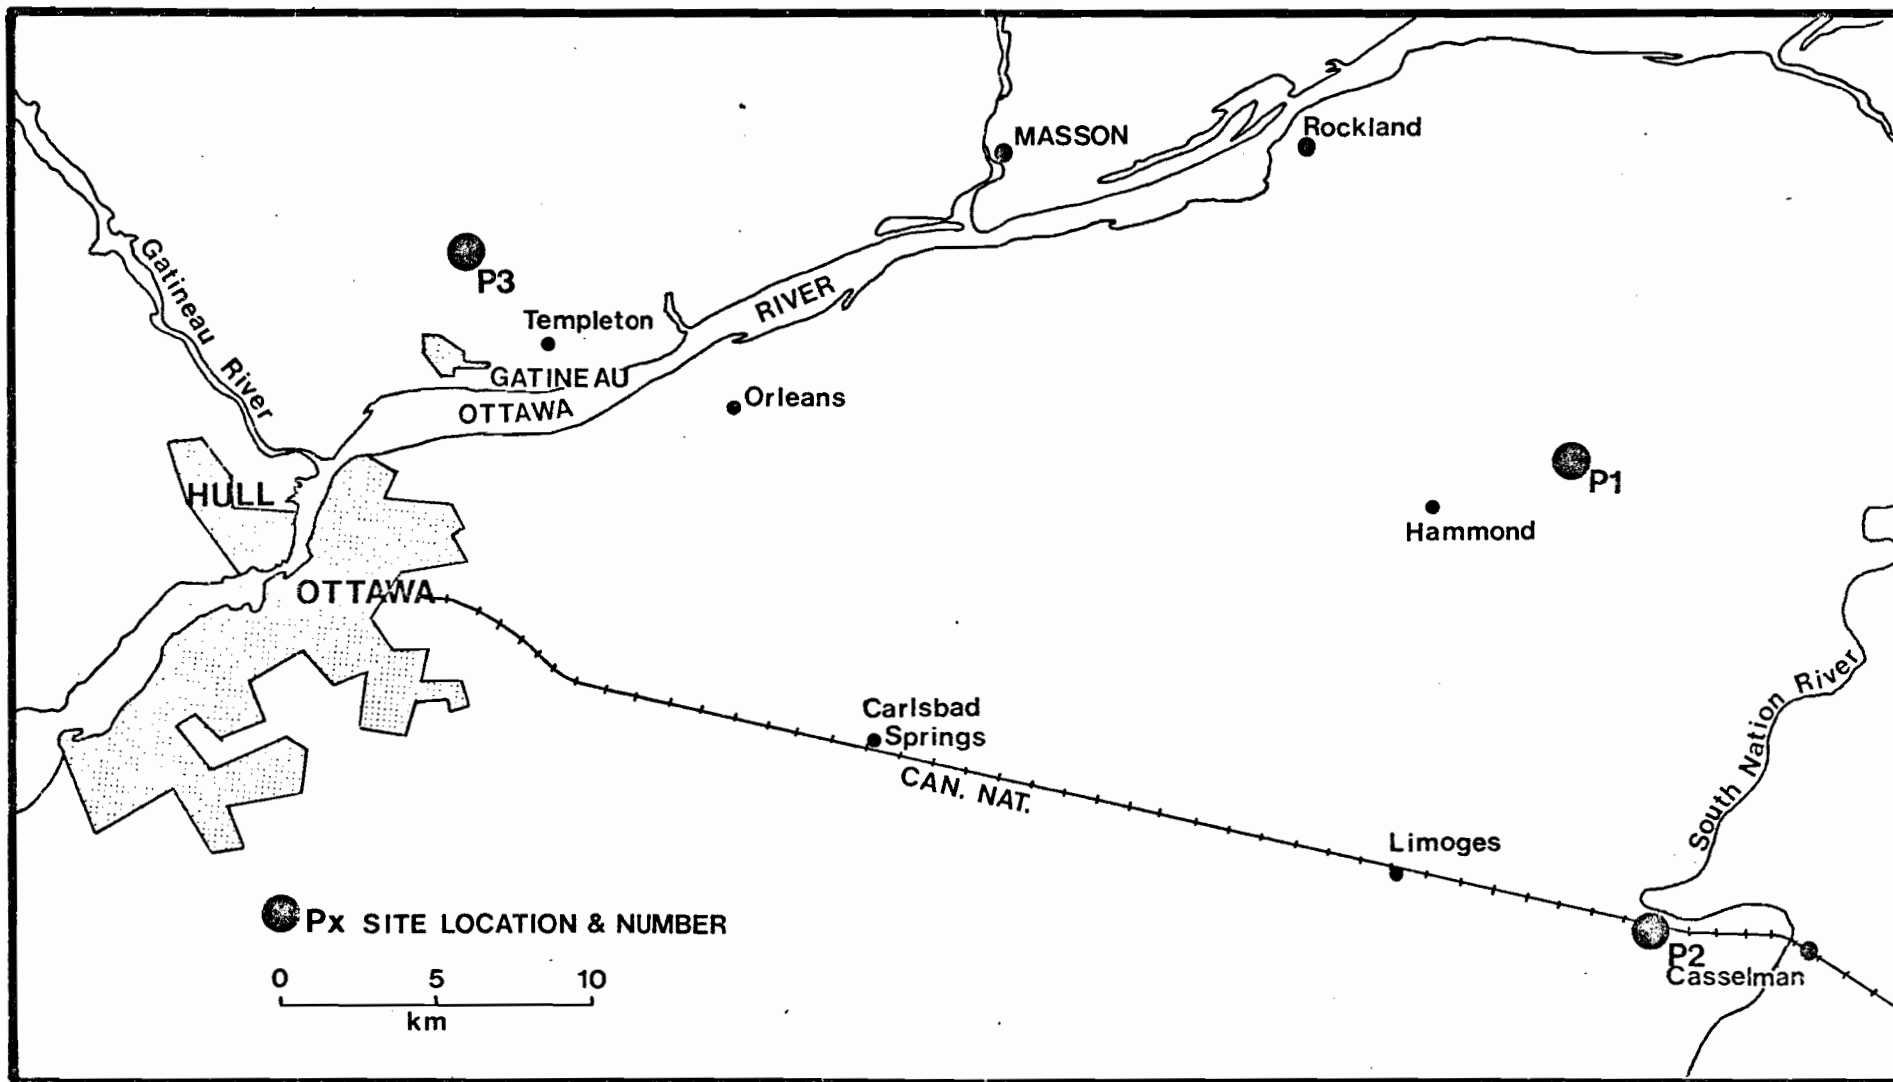 MASSON
Rockland
Gatineau River
P3
RIVER
Templeton
GATINEAU
OTTAWA
Orleans
HULL
P1
Hammond
OTTAWA
South Nation River
Carlsbad
Springs
CAN. NAT.
Limoges
Px SITE LOCATION & NUMBER
P2
Casselman
0 5 10
km